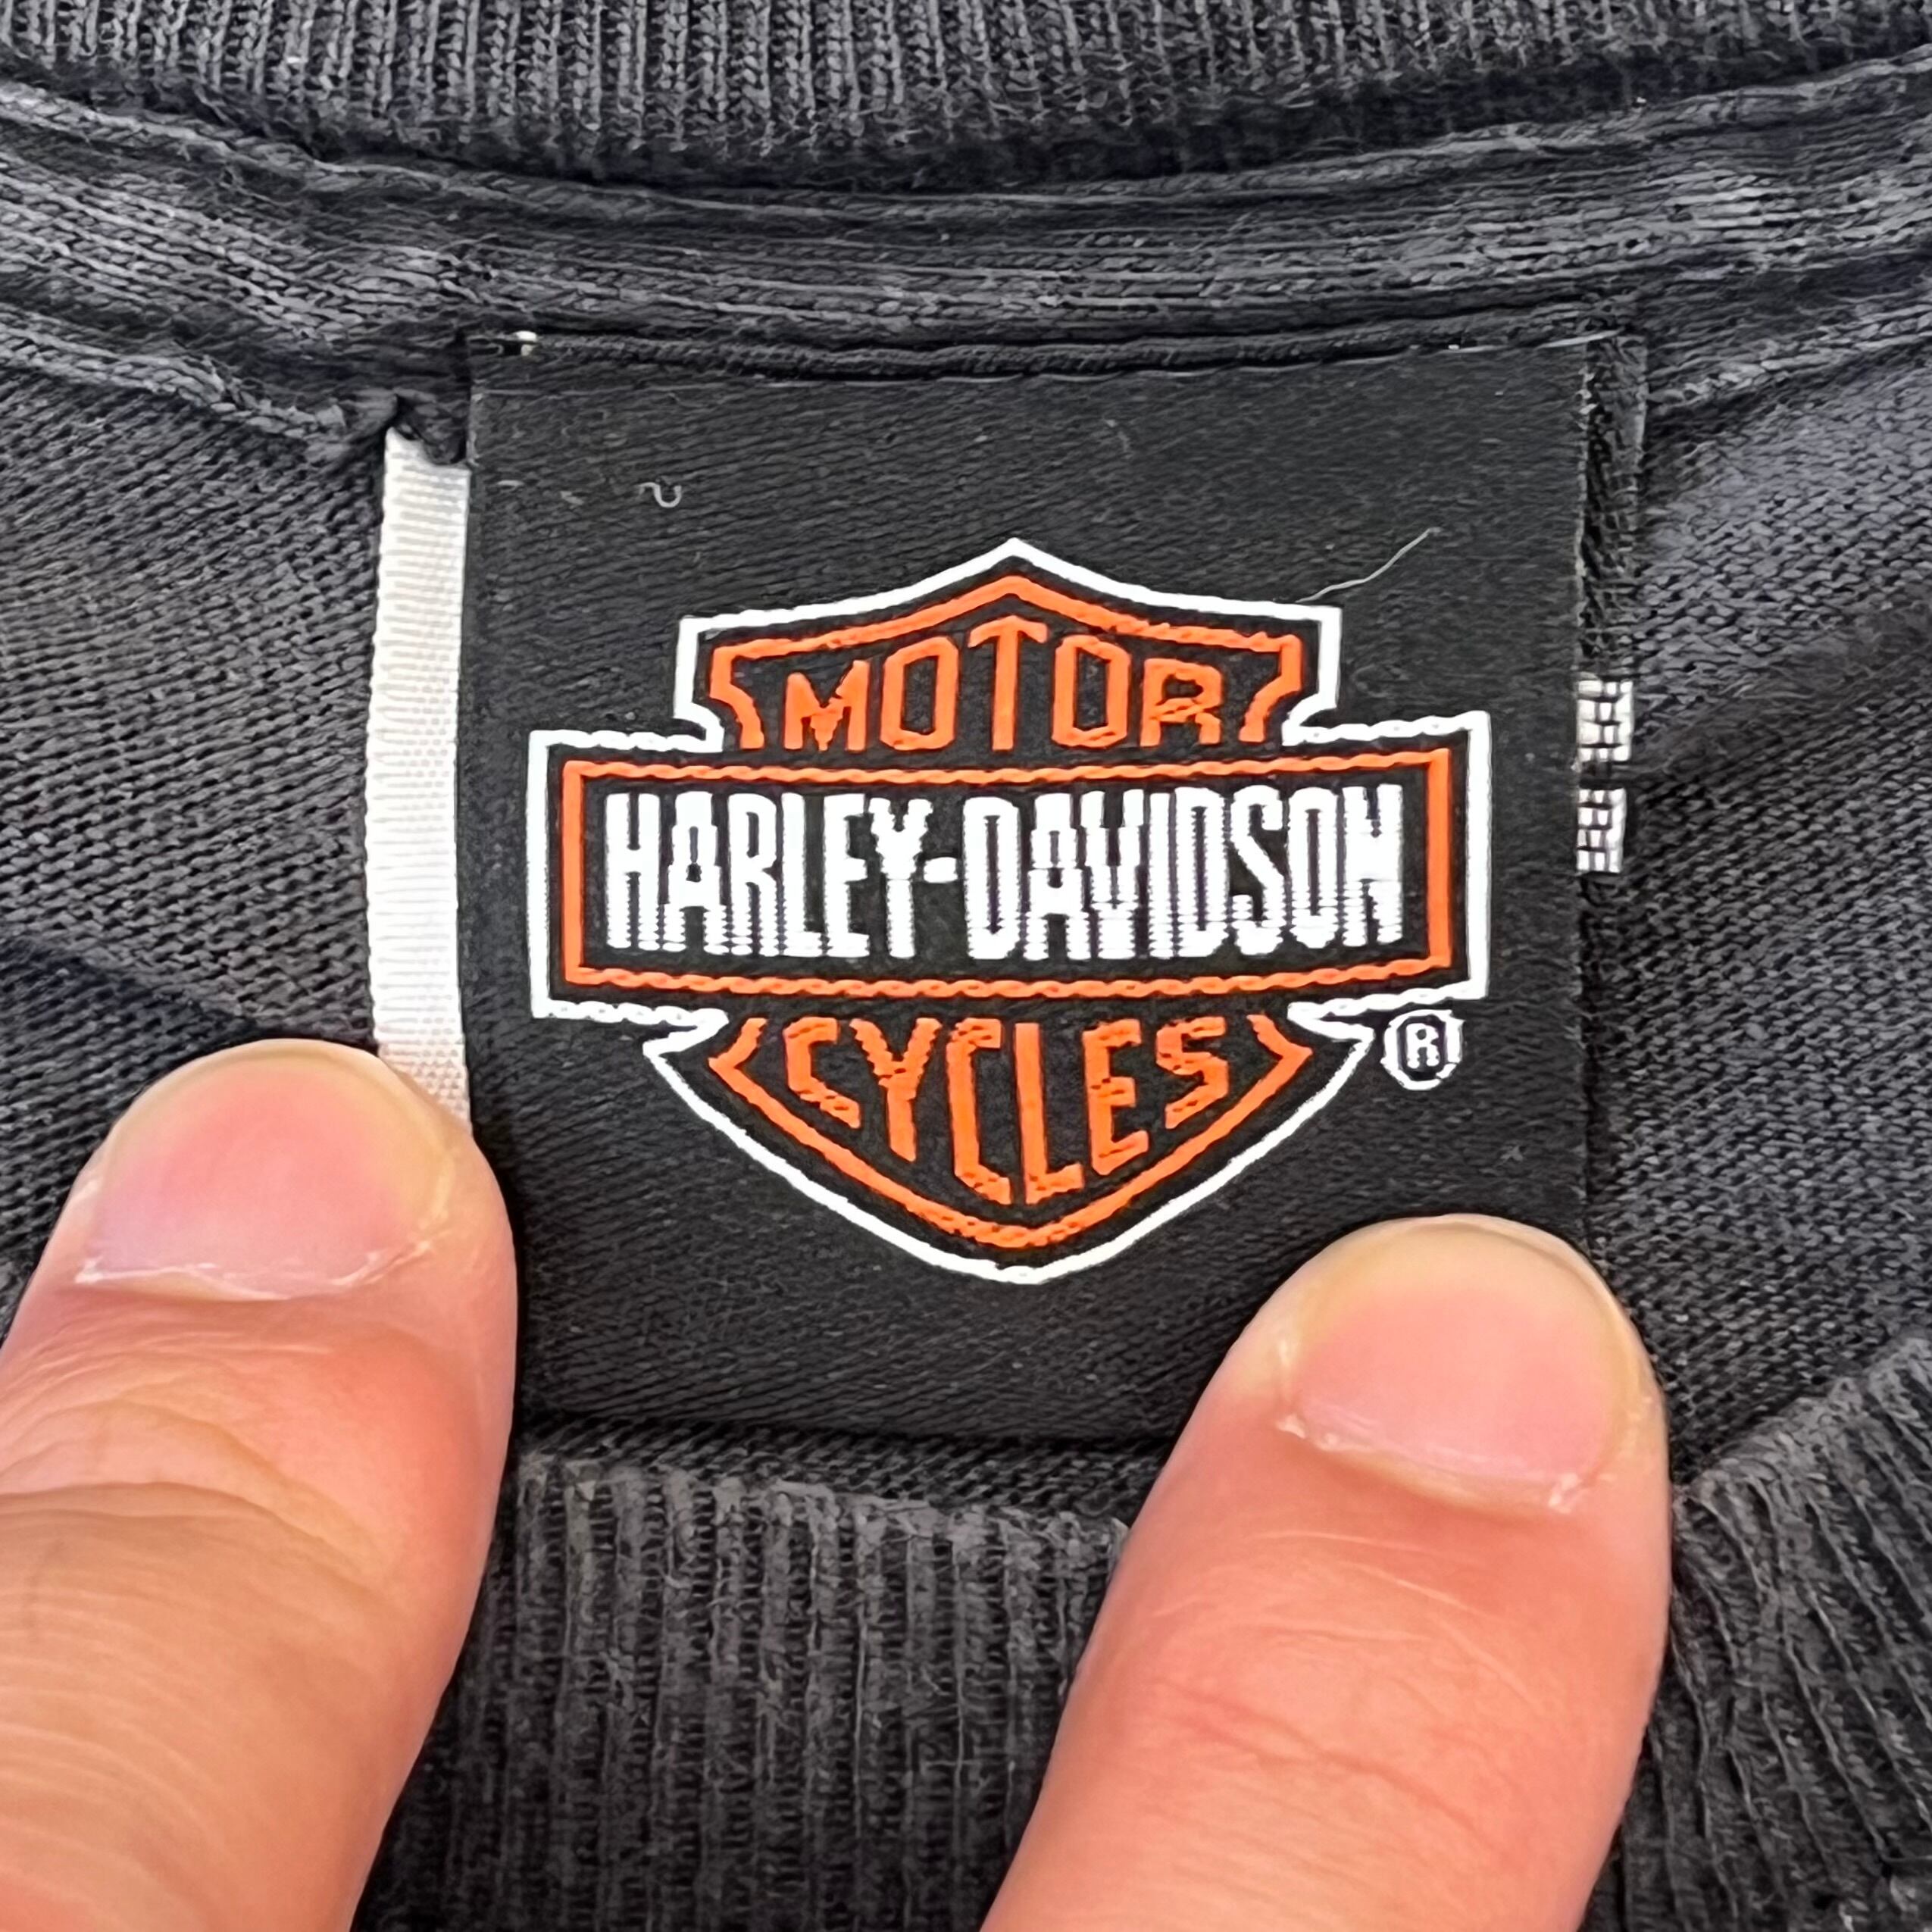 MOTOR
HARLEY-DAVIDSON
CYCLES
®